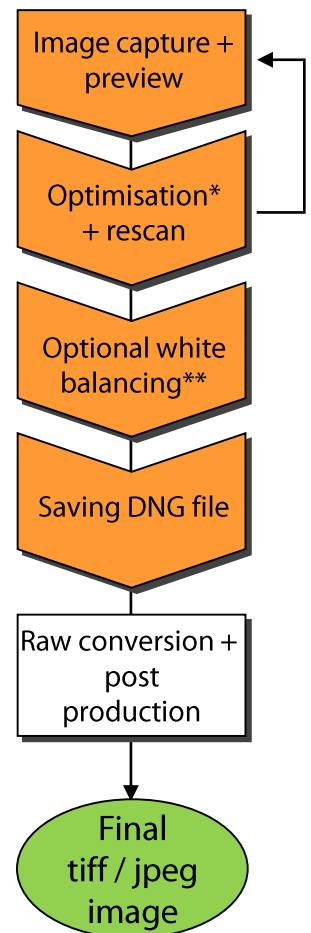 Image capture +
preview
Optimisation*
+ rescan
Optional white
balancing**
Saving DNG file
Raw conversion +
post
production
Final
tiff / jpeg
image